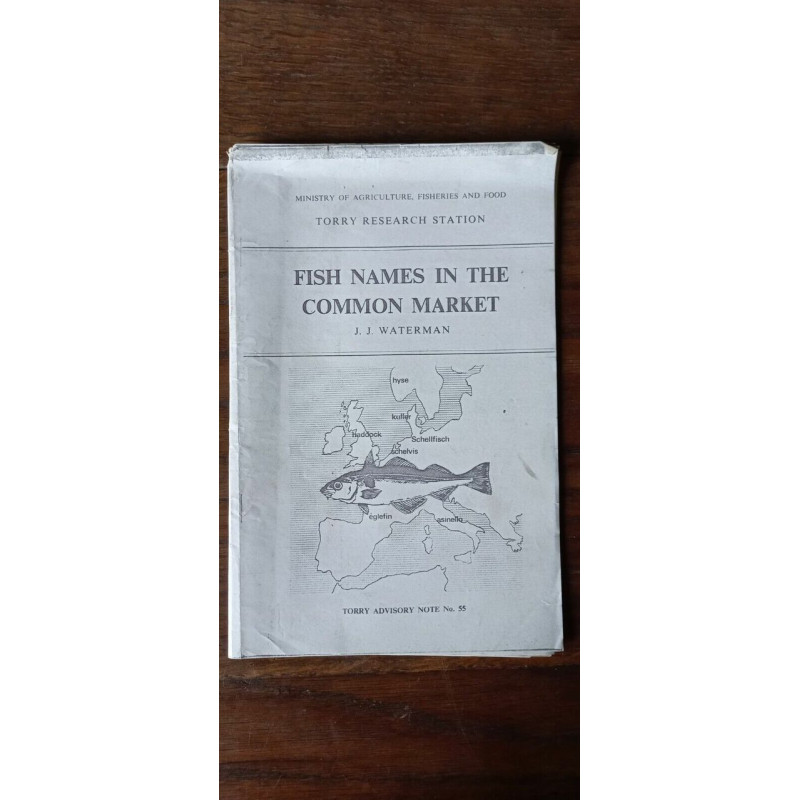 MINISTRY OF AGRICULTURE, FISHERIES AND FOOD
TORRY RESEARCH STATION
FISH NAMES IN THE
COMMON MARKET
J. J. WATERMAN
hyse
kuller
Haddock
Schellfisch
schelvis
églefin
asinello
TORRY ADVISORY NOTE No. 55